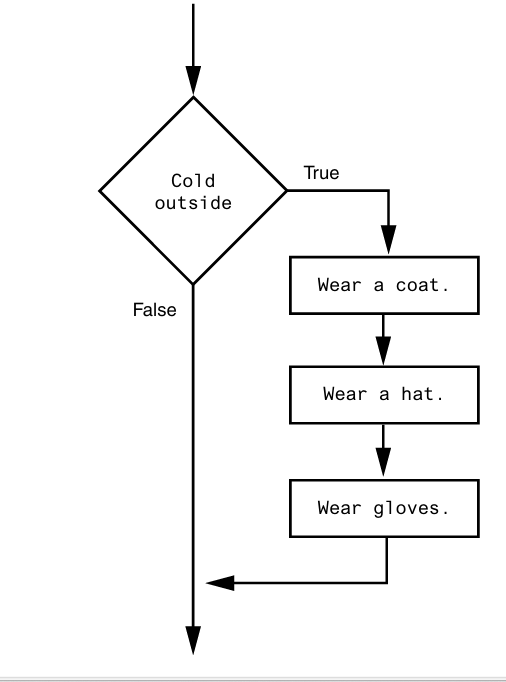 Cold
outside
True
Wear a coat.
False
Wear a hat.
Wear gloves.